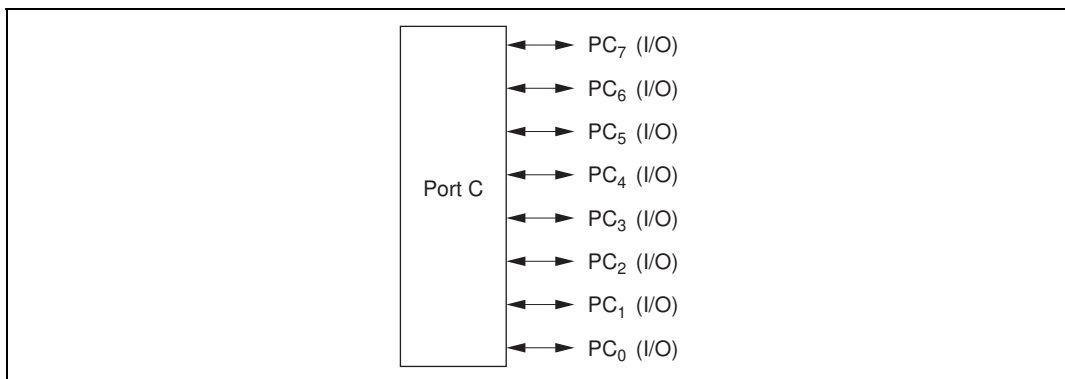 PC7 (I/O)
PC6 (I/O)
PC5 (I/O)
PC4 (I/O)
Port C
PC3 (I/O)
PC2 (I/O)
PC1 (I/O)
PC0 (I/O)